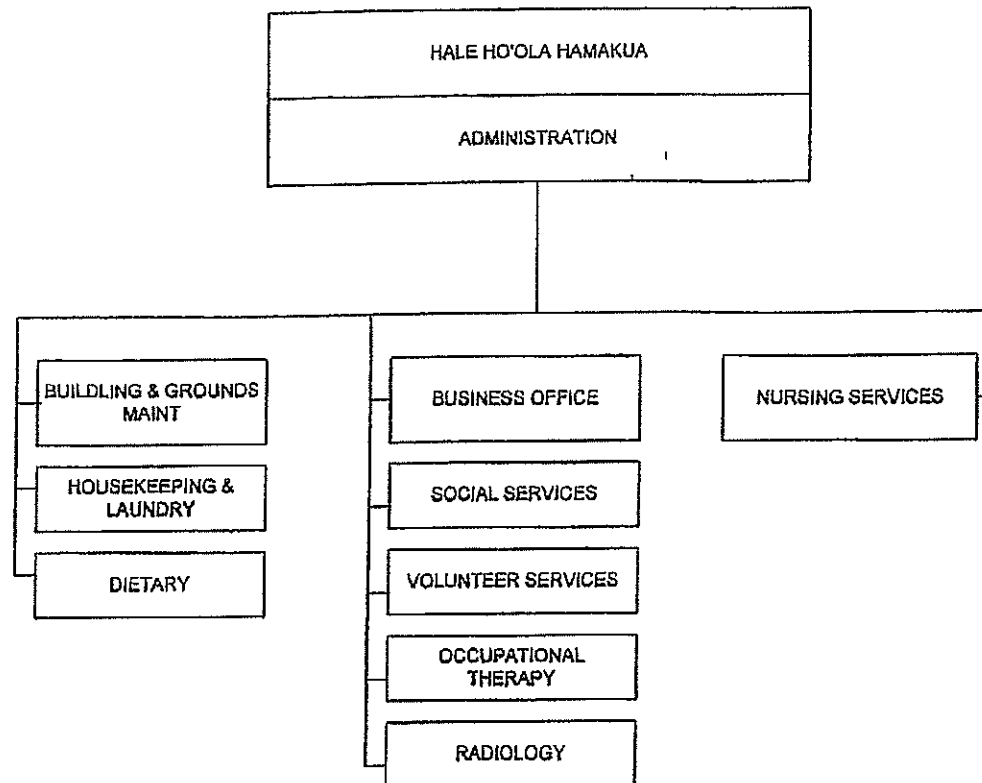 HALE HO'OLA HAMAKUA
ADMINISTRATION
BUILDLING & GROUNDS
MAINT
HOUSEKEEPING &
LAUNDRY
DIETARY
BUSINESS OFFICE
SOCIAL SERVICES
VOLUNTEER SERVICES
OCCUPATIONAL
THERAPY
RADIOLOGY
NURSING SERVICES